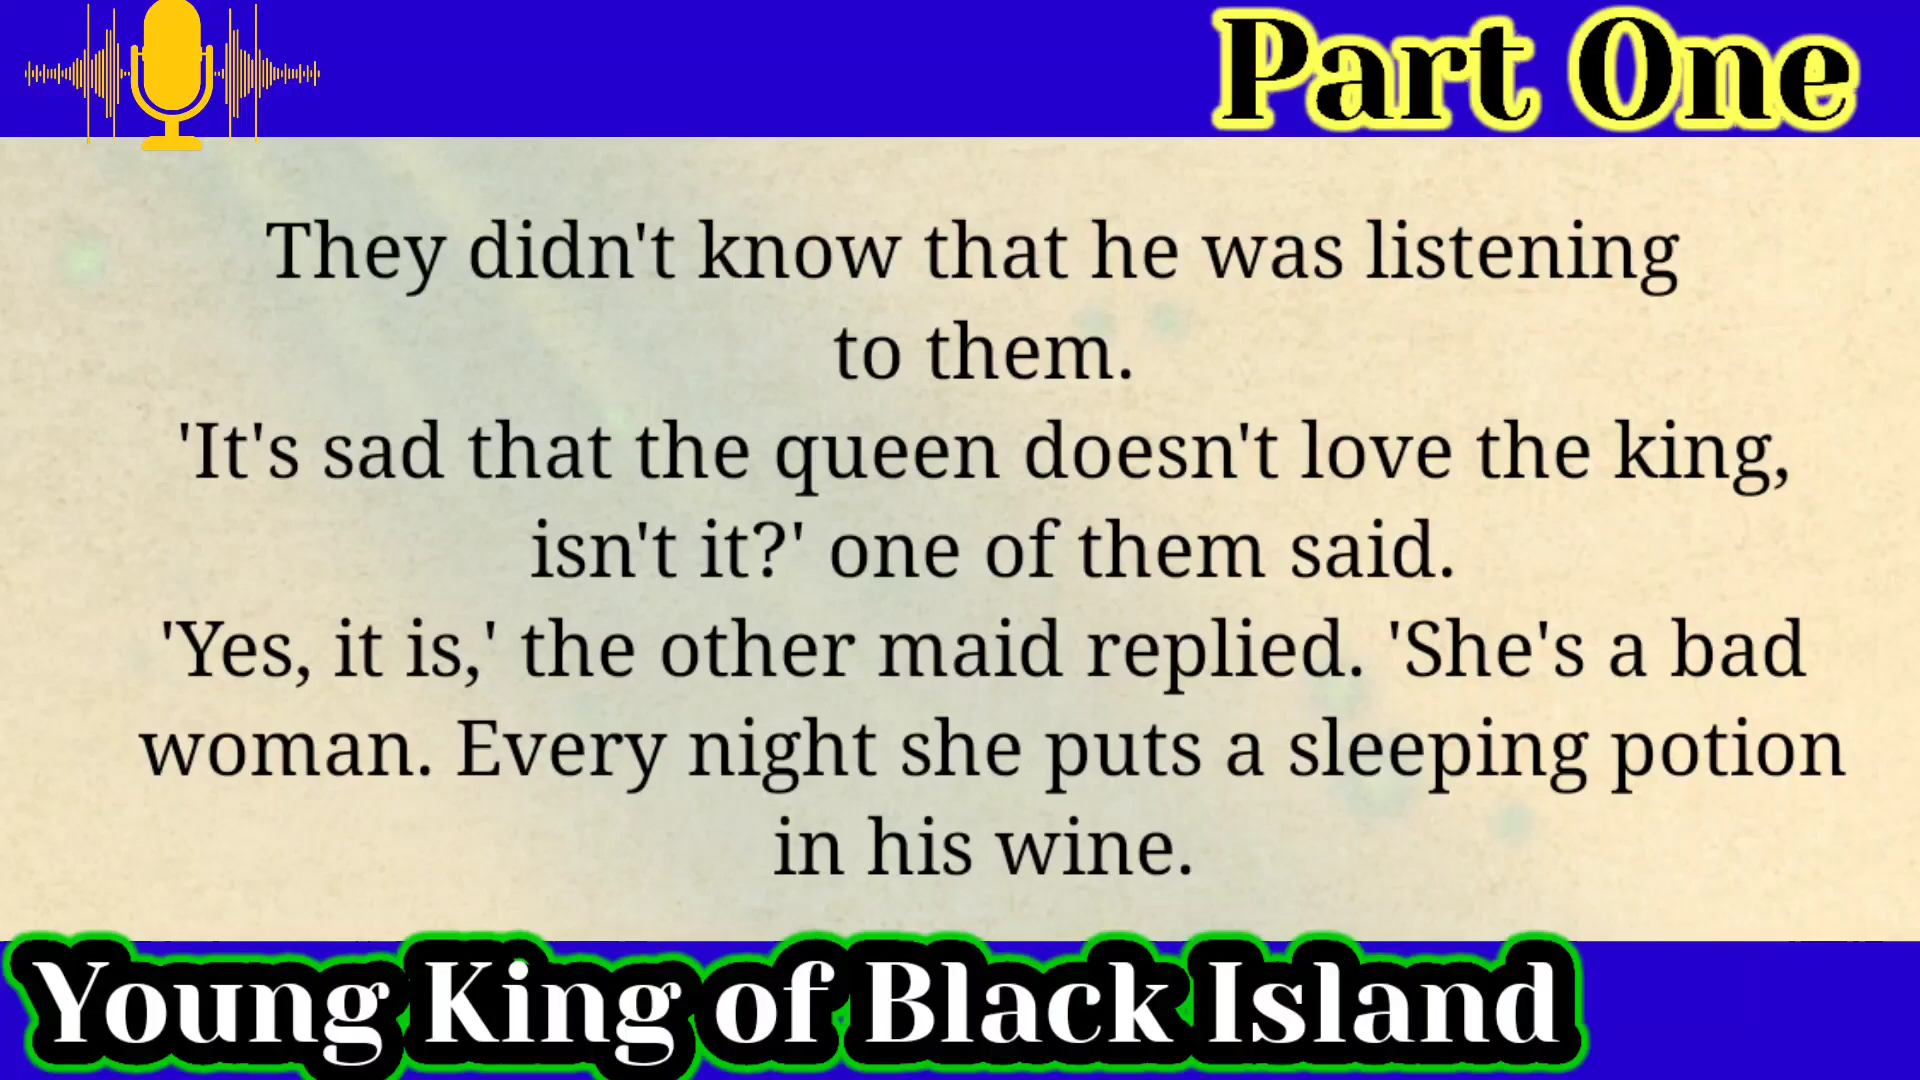 Part One
They didn't know that he was listening
to them.
'It's sad that the queen doesn't love the king,
isn't it?' one of them said.
'Yes, it is,' the other maid replied. 'She's a bad
woman. Every night she puts a sleeping potion
in his wine.
Young King of Black Island